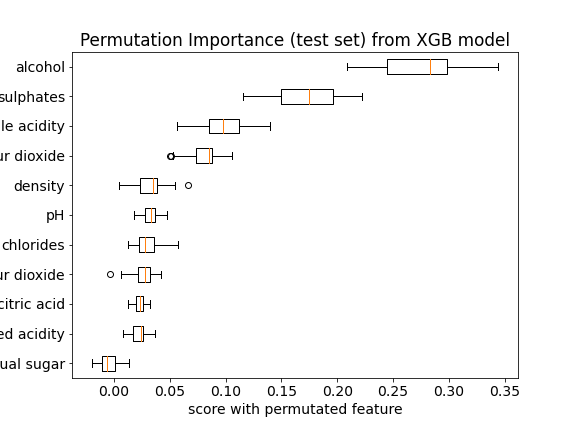 Permutation Importance (test set) from XGB model
alcohol
sulphates
le acidity
ur dioxide
density
pH
chlorides
ur dioxide
citric acid
ed acidity
ual sugar
0.00 0.05 0.10 0.15 0.20 0.25 0.30 0.35
score with permutated feature